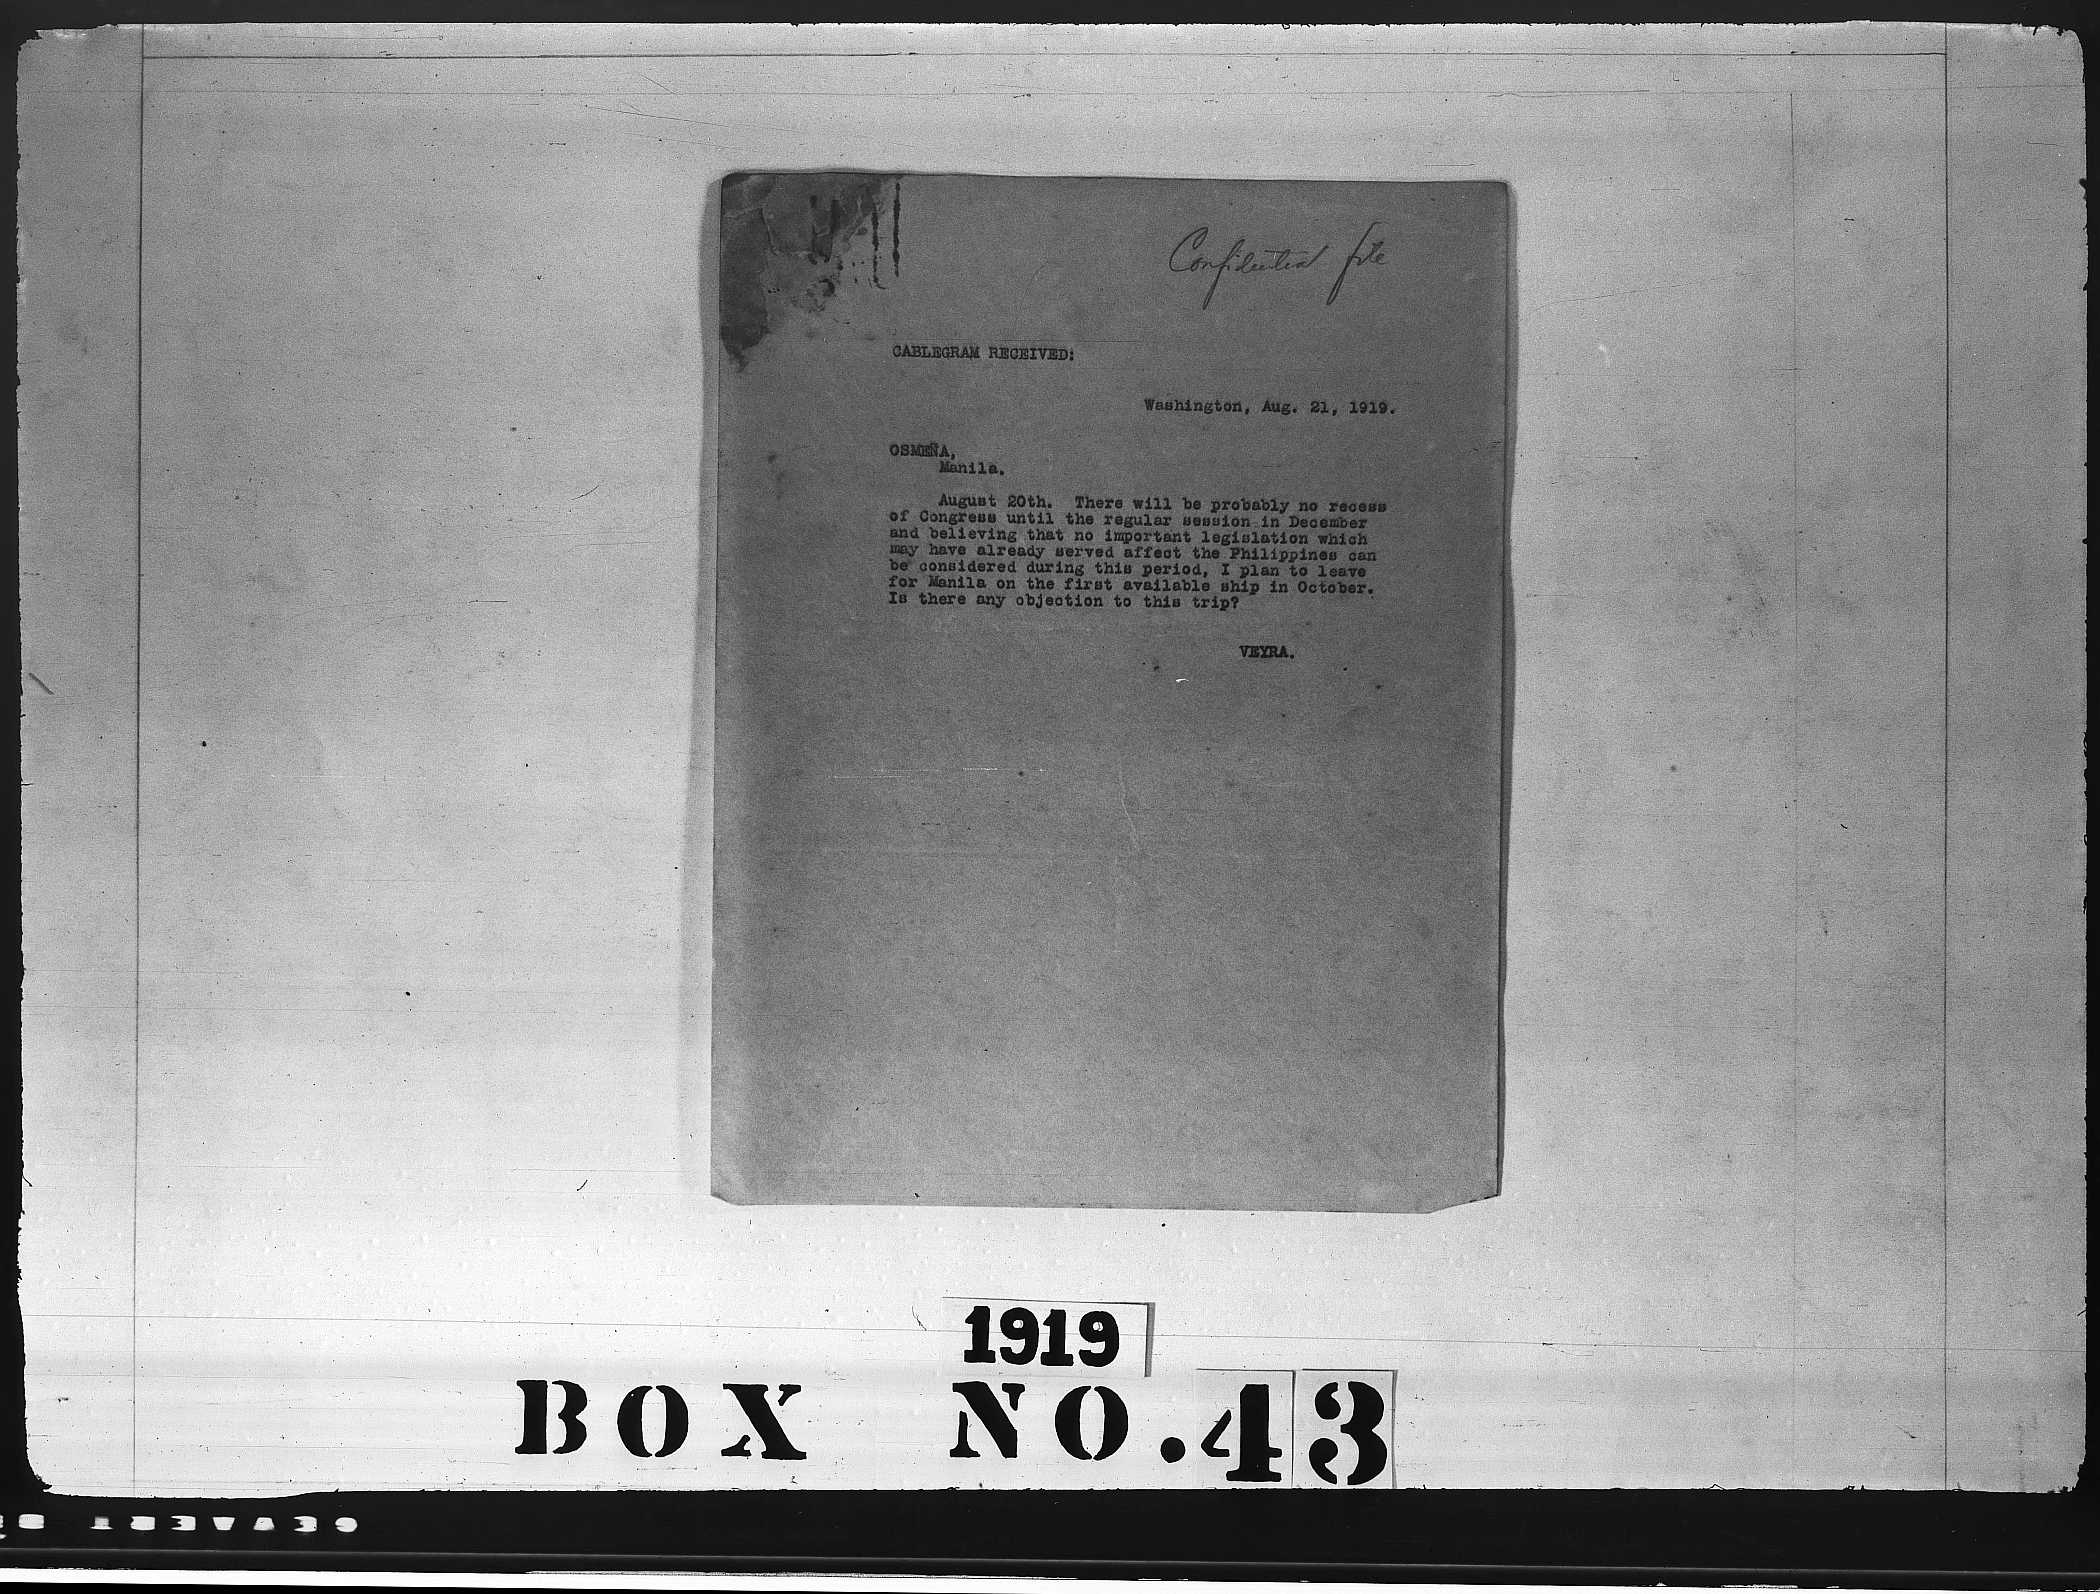 Confidential file
CABLEGRAM RECEIVED:
Washington, Aug. 21, 1919.
OSMEÑA,
Manila.
August 20th. There will be probably no recess
of Congress until the regular session in December
and believing that no important legislation which
may have already served affect the Philippines can
be considered during this period, I plan to leave
for Manila on the first available ship in October.
Is there any objection to this trip?
VEYRA.
1919
BOX NO.43